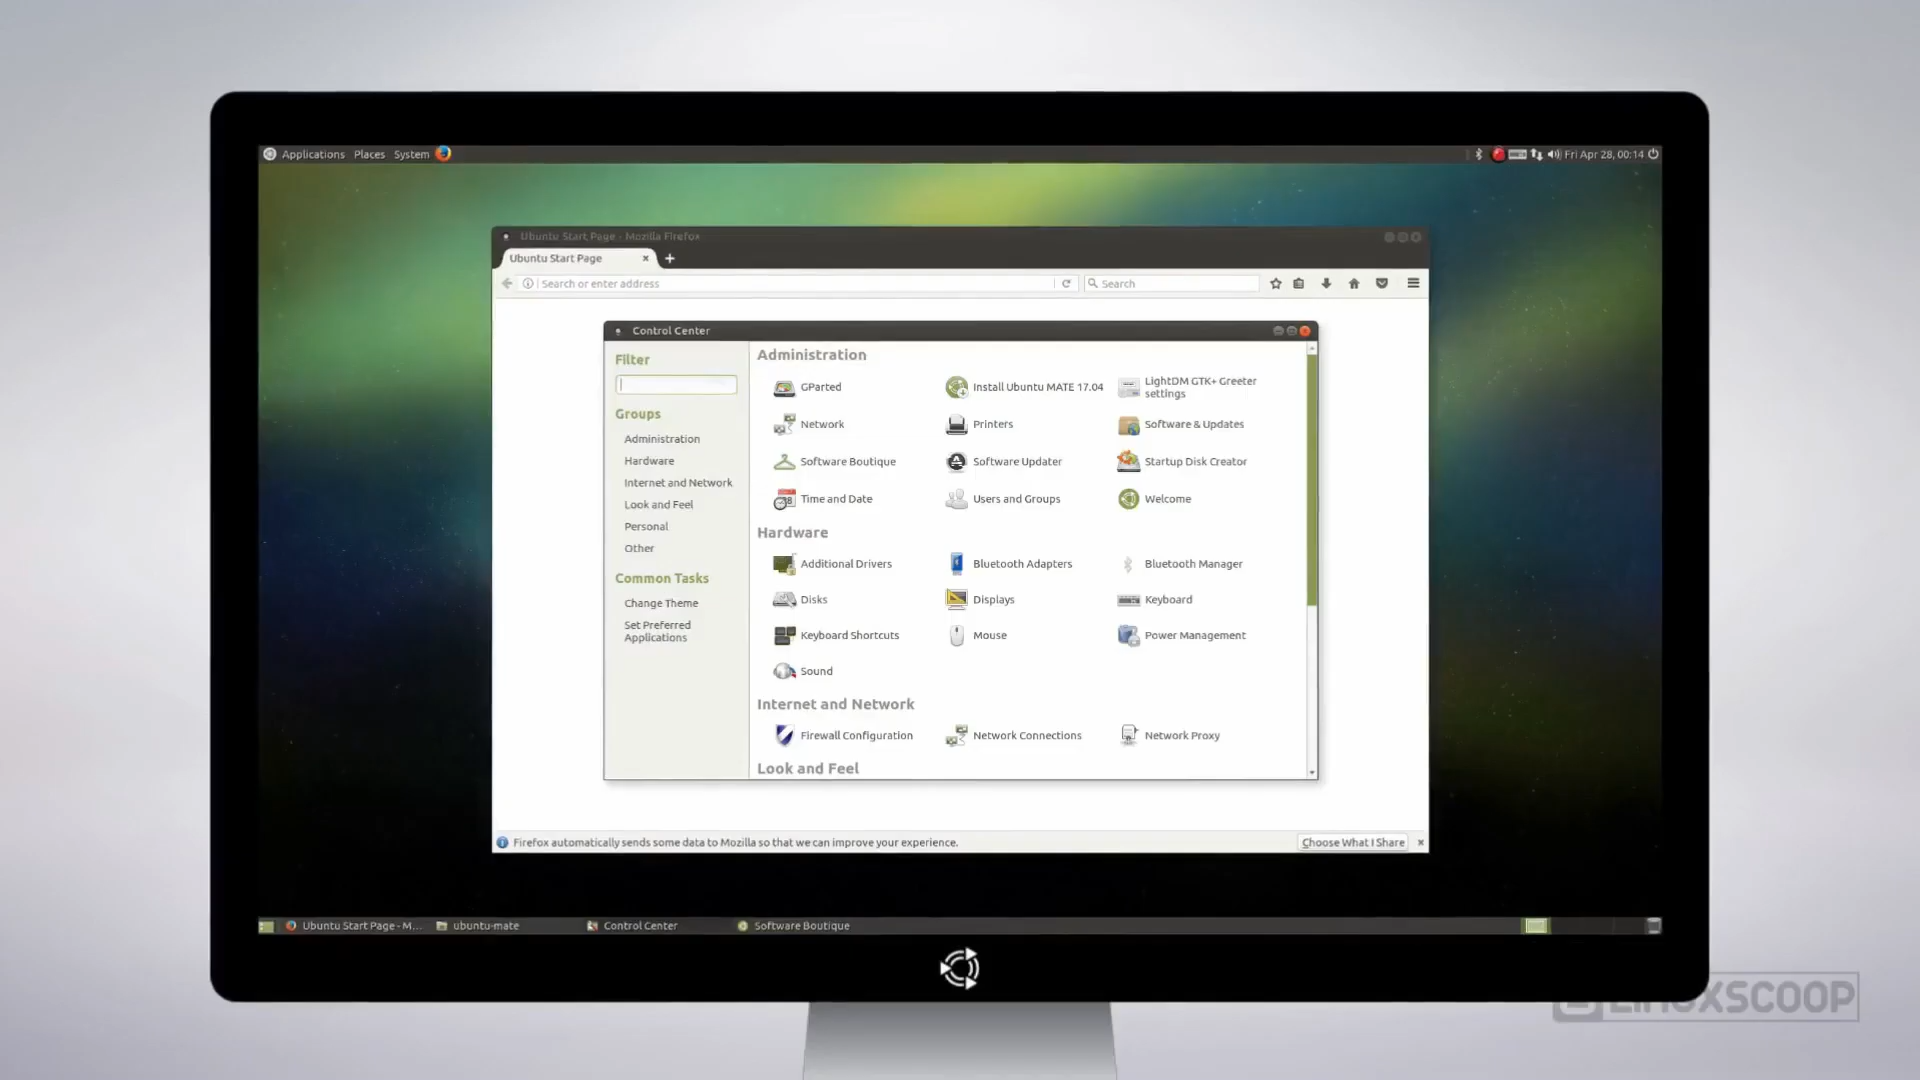 Applications Places System
Fri Apr 28, 00:14
Ubuntu Start Page - Mozilla Firefox
Ubuntu Start Page
Search or enter address
Search
Control Center
Filter
Groups
Administration
Hardware
Internet and Network
Look and Feel
Personal
Other
Common Tasks
Change Theme
Set Preferred
Applications
Administration
GParted
Install Ubuntu MATE 17.04
LightDM GTK+ Greeter
settings
Network
Printers
Software & Updates
Software Boutique
Software Updater
Startup Disk Creator
Time and Date
Users and Groups
Welcome
Hardware
Additional Drivers
Bluetooth Adapters
Bluetooth Manager
Disks
Displays
Keyboard
Keyboard Shortcuts
Mouse
Power Management
Sound
Internet and Network
Firewall Configuration
Network Connections
Network Proxy
Look and Feel
Firefox automatically sends some data to Mozilla so that we can improve your experience.
Choose What I Share
Ubuntu Start Page - M...
ubuntu-mate
Control Center
Software Boutique
LINUXSCOOP